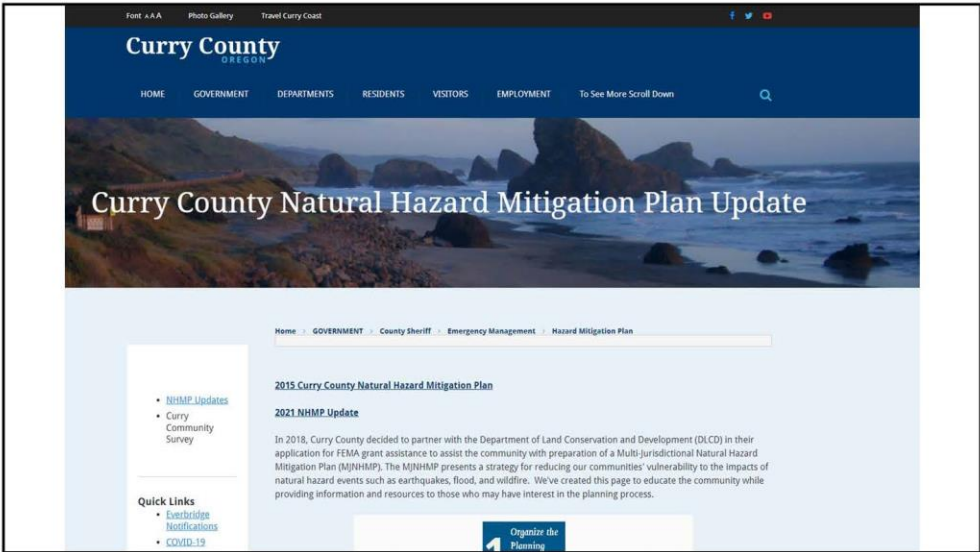 Font A A A Photo Gallery Travel Curry Coast
Curry County
OREGON
HOME GOVERNMENT DEPARTMENTS RESIDENTS VISITORS EMPLOYMENT To See More Scroll Down
Curry County Natural Hazard Mitigation Plan Update
Home › GOVERNMENT › County Sheriff › Emergency Management › Hazard Mitigation Plan
• NHMP Updates
• Curry
Community
Survey
Quick Links
• Everbridge
Notifications
• COVID-19
2015 Curry County Natural Hazard Mitigation Plan
2021 NHMP Update
In 2018, Curry County decided to partner with the Department of Land Conservation and Development (DLCD) in their
application for FEMA grant assistance to assist the community with preparation of a Multi-Jurisdictional Natural Hazard
Mitigation Plan (MJNHMP). The MJNHMP presents a strategy for reducing our communities' vulnerability to the impacts of
natural hazard events such as earthquakes, flood, and wildfire. We've created this page to educate the community while
providing information and resources to those who may have interest in the planning process.
1 Organize the
Planning